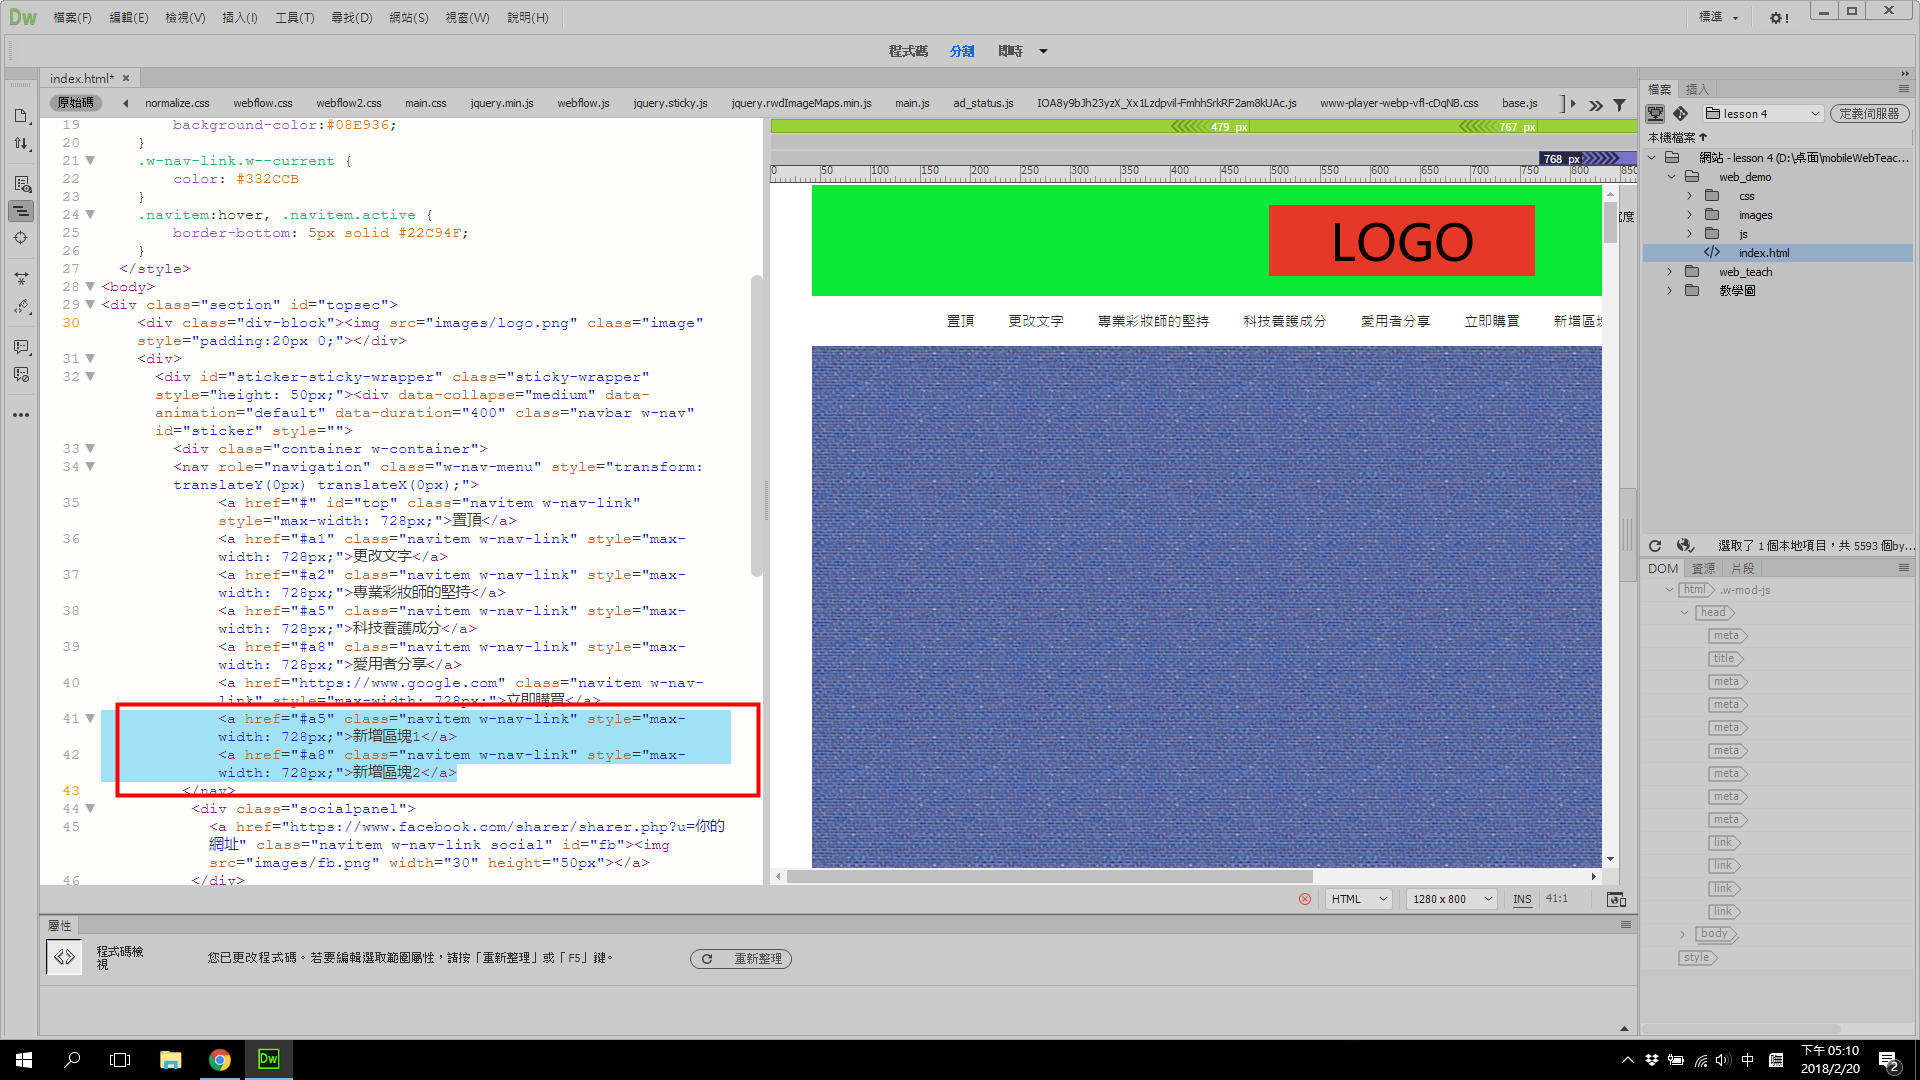 Dw 檔案(F) 編輯(E) 檢視(V) 插入(I) 工具(T) 尋找(D) 網站(S) 視窗(W) 說明(H) 標準
程式碼 分割 即時
index.html*
原始碼 normalize.css webflow.css webflow2.css main.css jquery.min.js webflow.js jquery.sticky.js jquery.rwdImageMaps.min.js main.js ad_status.js IOA8y9bJh23yzX_Xx1Lzdpvil-FmhhSrkRF2am8kUAc.js www-player-webp-vfl-cDqNB.css base.js
19 background-color:#08E936;
20 }
21 .w-nav-link.w--current {
22 color: #332CCB
23 }
24 .navitem:hover, .navitem.active {
25 border-bottom: 5px solid #22C94F;
26 }
27 </style>
28 <body>
29 <div class="section" id="topsec">
30 <div class="div-block"><img src="images/logo.png" class="image"
style="padding:20px 0;"></div>
31 <div>
32 <div id="sticker-sticky-wrapper" class="sticky-wrapper"
style="height: 50px;"><div data-collapse="medium" data-
animation="default" data-duration="400" class="navbar w-nav"
id="sticker" style="">
33 <div class="container w-container">
34 <nav role="navigation" class="w-nav-menu" style="transform:
translateY(0px) translateX(0px);">
35 <a href="#" id="top" class="navitem w-nav-link"
style="max-width: 728px;">置頂</a>
36 <a href="#a1" class="navitem w-nav-link" style="max-
width: 728px;">更改文字</a>
37 <a href="#a2" class="navitem w-nav-link" style="max-
width: 728px;">專業彩妝師的堅持</a>
38 <a href="#a5" class="navitem w-nav-link" style="max-
width: 728px;">科技養護成分</a>
39 <a href="#a8" class="navitem w-nav-link" style="max-
width: 728px;">愛用者分享</a>
40 <a href="https://www.google.com" class="navitem w-nav-
link" style="max-width: 728px;">立即購買</a>
41 <a href="#a5" class="navitem w-nav-link" style="max-
width: 728px;">新增區塊1</a>
42 <a href="#a8" class="navitem w-nav-link" style="max-
width: 728px;">新增區塊2</a>
43 </nav>
44 <div class="socialpanel">
45 <a href="https://www.facebook.com/sharer/sharer.php?u=你的
網址" class="navitem w-nav-link social" id="fb"><img
src="images/fb.png" width="30" height="50px"></a>
46 </div>
479 px 767 px
768 px
0 50 100 150 200 250 300 350 400 450 500 550 600 650 700 750 800 850
LOGO
置頂 更改文字 專業彩妝師的堅持 科技養護成分 愛用者分享 立即購買 新增區塊
HTML 1280 x 800 INS 41:1
屬性
程式碼檢
視
您已更改程式碼。若要編輯選取範圍屬性，請按「重新整理」或「F5」鍵。 重新整理
檔案 插入
lesson 4 定義伺服器
本機檔案
網站 - lesson 4 (D:\桌面\mobileWebTeac...
web_demo
css
images
js
index.html
web_teach
教學圖
選取了 1 個本地項目，共 5593 個by...
DOM 資源 片段
html .w-mod-js
head
meta
title
meta
meta
meta
meta
meta
meta
meta
link
link
link
link
body
style
Dw
中
下午 05:10
2018/2/20
2